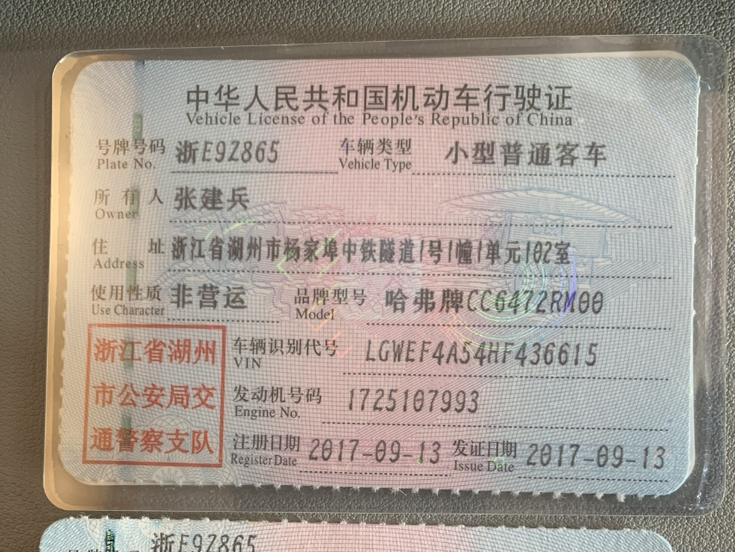 中华人民共和国机动车行驶证
Vehicle License of the People's Republic of China
号牌号码 浙E9Z865 车辆类型 小型普通客车
Plate No. Vehicle Type
所有人 张建兵
Owner
住址 浙江省湖州市杨家埠中铁隧道1号1幢1单元102室
Address
使用性质 非营运 品牌型号 哈弗牌CC6472RM00
Use Character Model
浙江省湖州
市公安局交
通警察支队
车辆识别代号 LGWEF4A54HF436615
VIN
发动机号码 1725107993
Engine No.
注册日期 2017-09-13 发证日期 2017-09-13
Register Date Issue Date
浙E9Z865